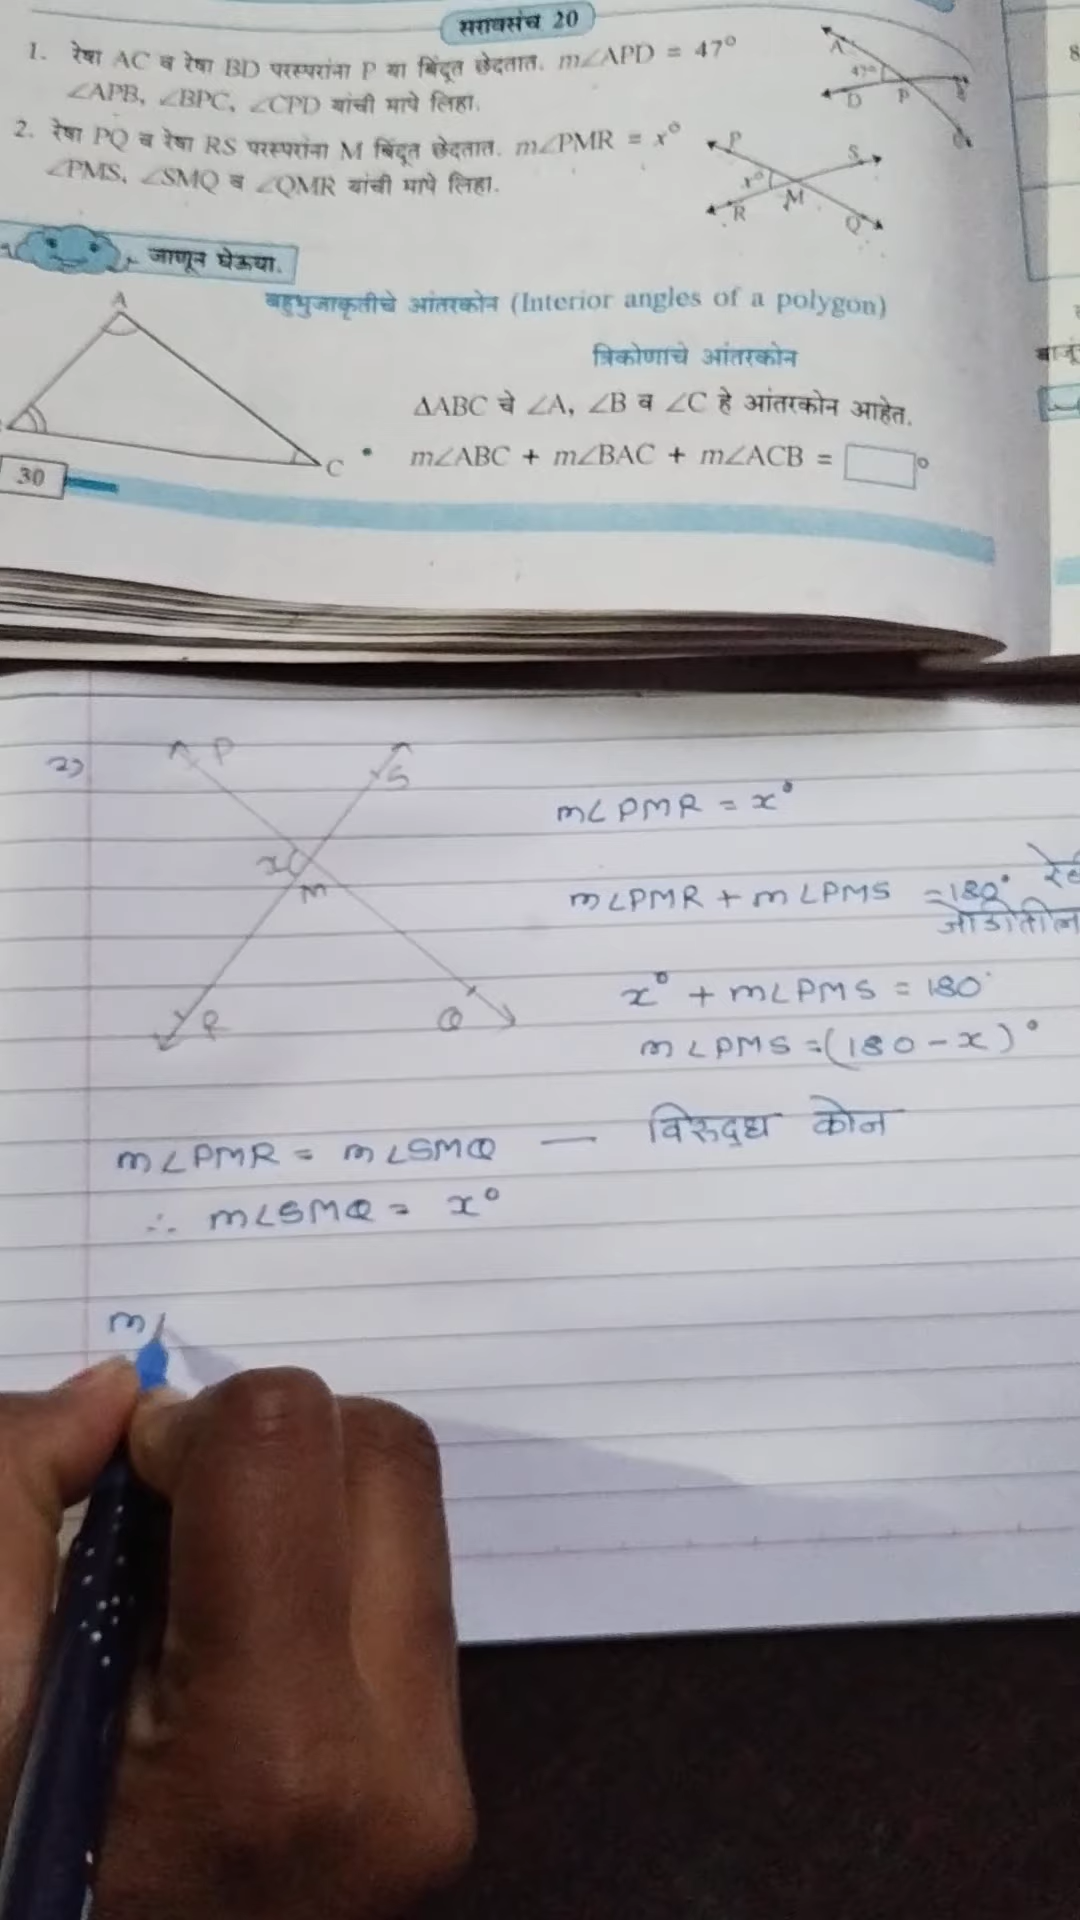 सरावसंच 20
1. रेषा AC व रेषा BD परस्परांना P या बिंदूत छेदतात. m∠APD = 47°
∠APB, ∠BPC, ∠CPD यांची मापे लिहा.
A
47°
D
P
2. रेषा PQ व रेषा RS परस्परांना M बिंदूत छेदतात. m∠PMR = x°
∠PMS, ∠SMQ व ∠QMR यांची मापे लिहा.
P
S
x°
M
R
Q
जाणून घेऊया.
बहुभुजाकृतीचे आंतरकोन (Interior angles of a polygon)
A
त्रिकोणाचे आंतरकोन
ΔABC चे ∠A, ∠B व ∠C हे आंतरकोन आहेत.
m∠ABC + m∠BAC + m∠ACB = °
C
30
8
2)
P
S
x
M
R
Q
m∠PMR = x°
m∠PMR + m∠PMS = 180°
जोडीतील
x° + m∠PMS = 180°
m∠PMS = (180 - x)°
m∠PMR = m∠SMQ — विरुद्ध कोन
∴ m∠SMQ = x°
m∠